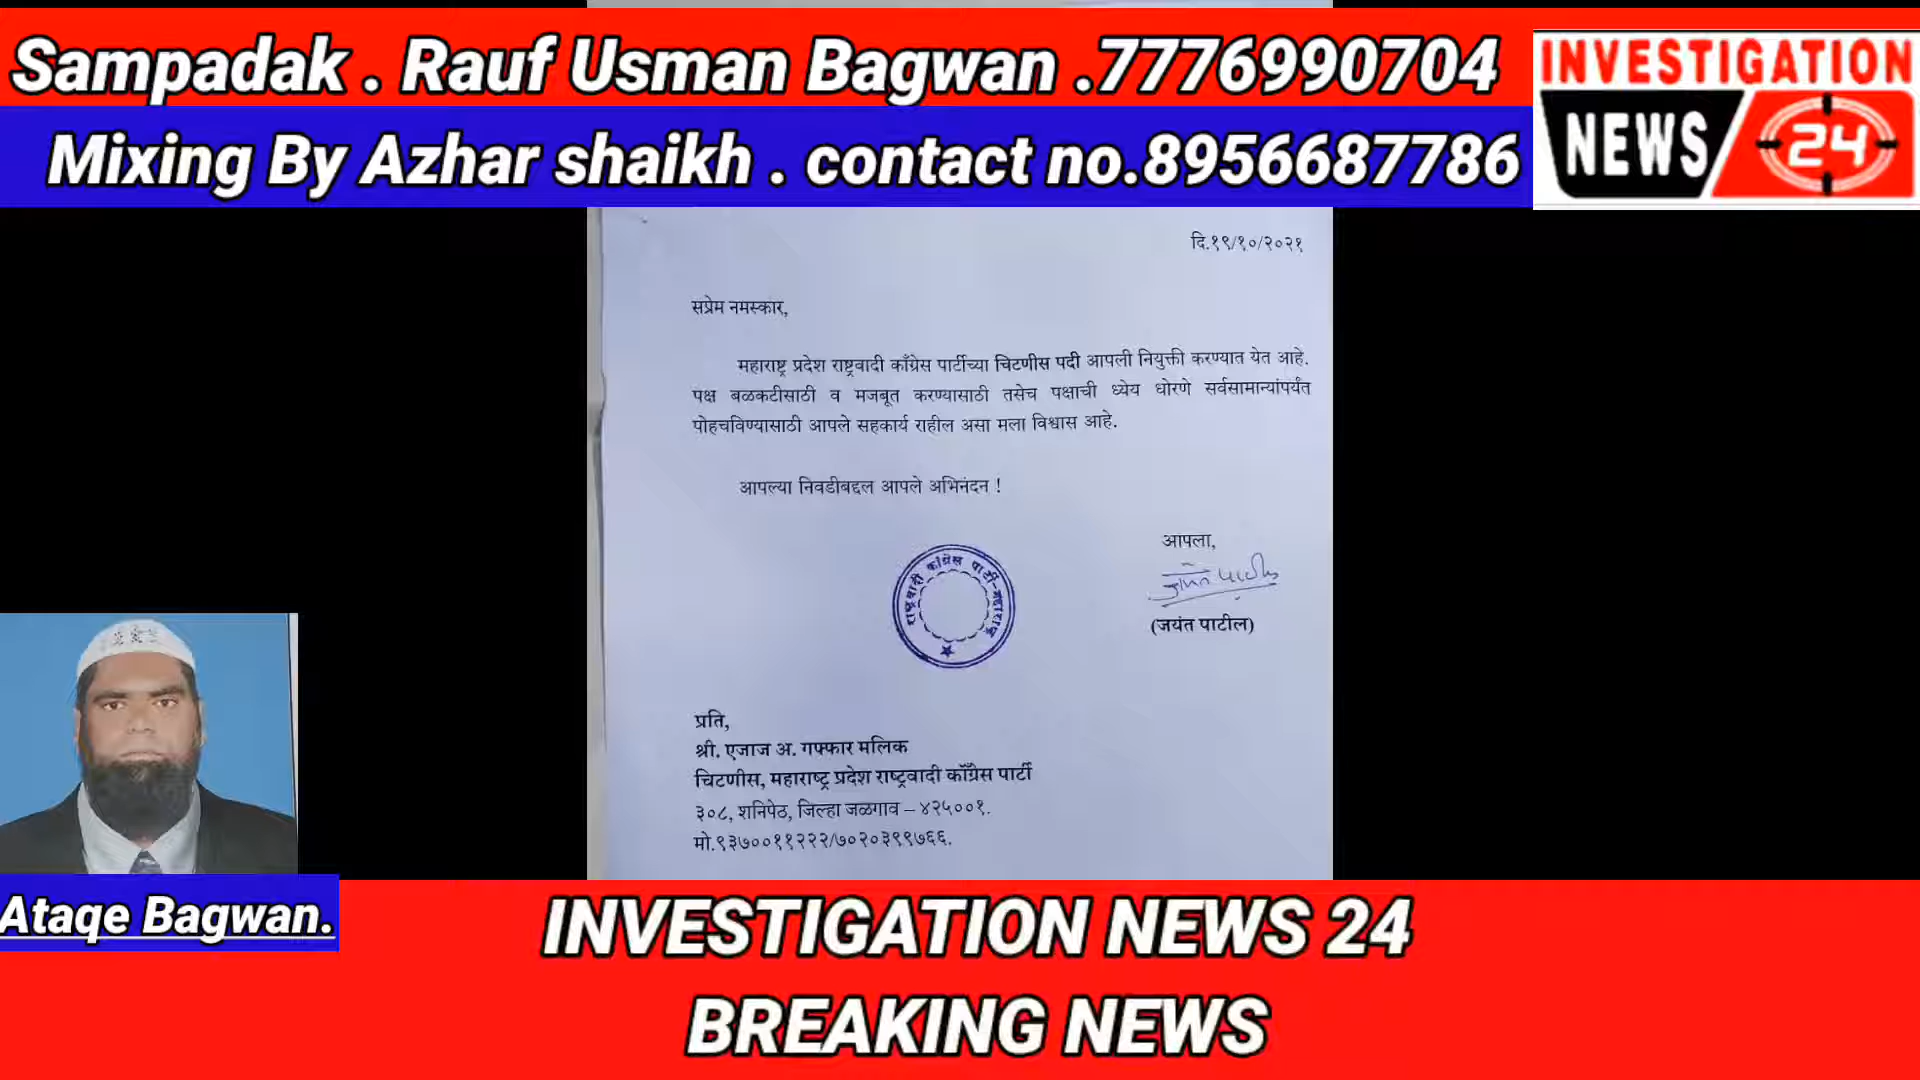 Sampadak . Rauf Usman Bagwan .7776990704
Mixing By Azhar shaikh . contact no.8956687786
INVESTIGATION
NEWS 24
दि.१९/१०/२०२१
सप्रेम नमस्कार,
महाराष्ट्र प्रदेश राष्ट्रवादी काँग्रेस पार्टीच्या चिटणीस पदी आपली नियुक्ती करण्यात येत आहे.
पक्ष बळकटीसाठी व मजबूत करण्यासाठी तसेच पक्षाची ध्येय धोरणे सर्वसामान्यांपर्यंत
पोहचविण्यासाठी आपले सहकार्य राहील असा मला विश्वास आहे.
आपल्या निवडीबद्दल आपले अभिनंदन !
आपला,
जयंत पाटील
(जयंत पाटील)
राष्ट्रवादी काँग्रेस पार्टी-महाराष्ट्र
प्रति,
श्री. एजाज अ. गफ्फार मलिक
चिटणीस, महाराष्ट्र प्रदेश राष्ट्रवादी काँग्रेस पार्टी
३०८, शनिपेठ, जिल्हा जळगाव – ४२५००१.
मो.९३७००११२२२/७०२०३९९७६६.
Ataqe Bagwan.
INVESTIGATION NEWS 24
BREAKING NEWS